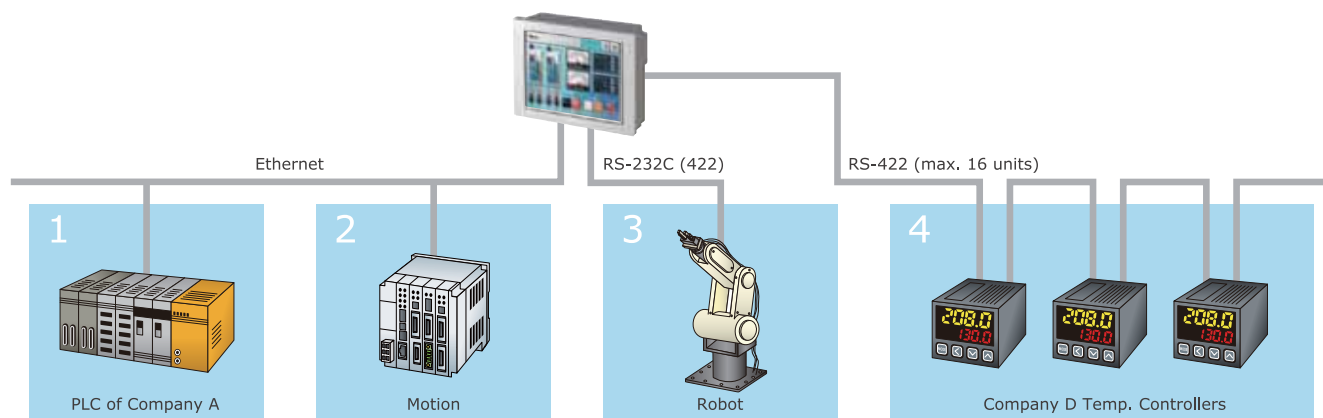 Ethernet
RS-232C (422)
RS-422 (max. 16 units)
1
2
3
4
208.0
130.0
208.0
130.0
208.0
130.0
PLC of Company A
Motion
Robot
Company D Temp. Controllers